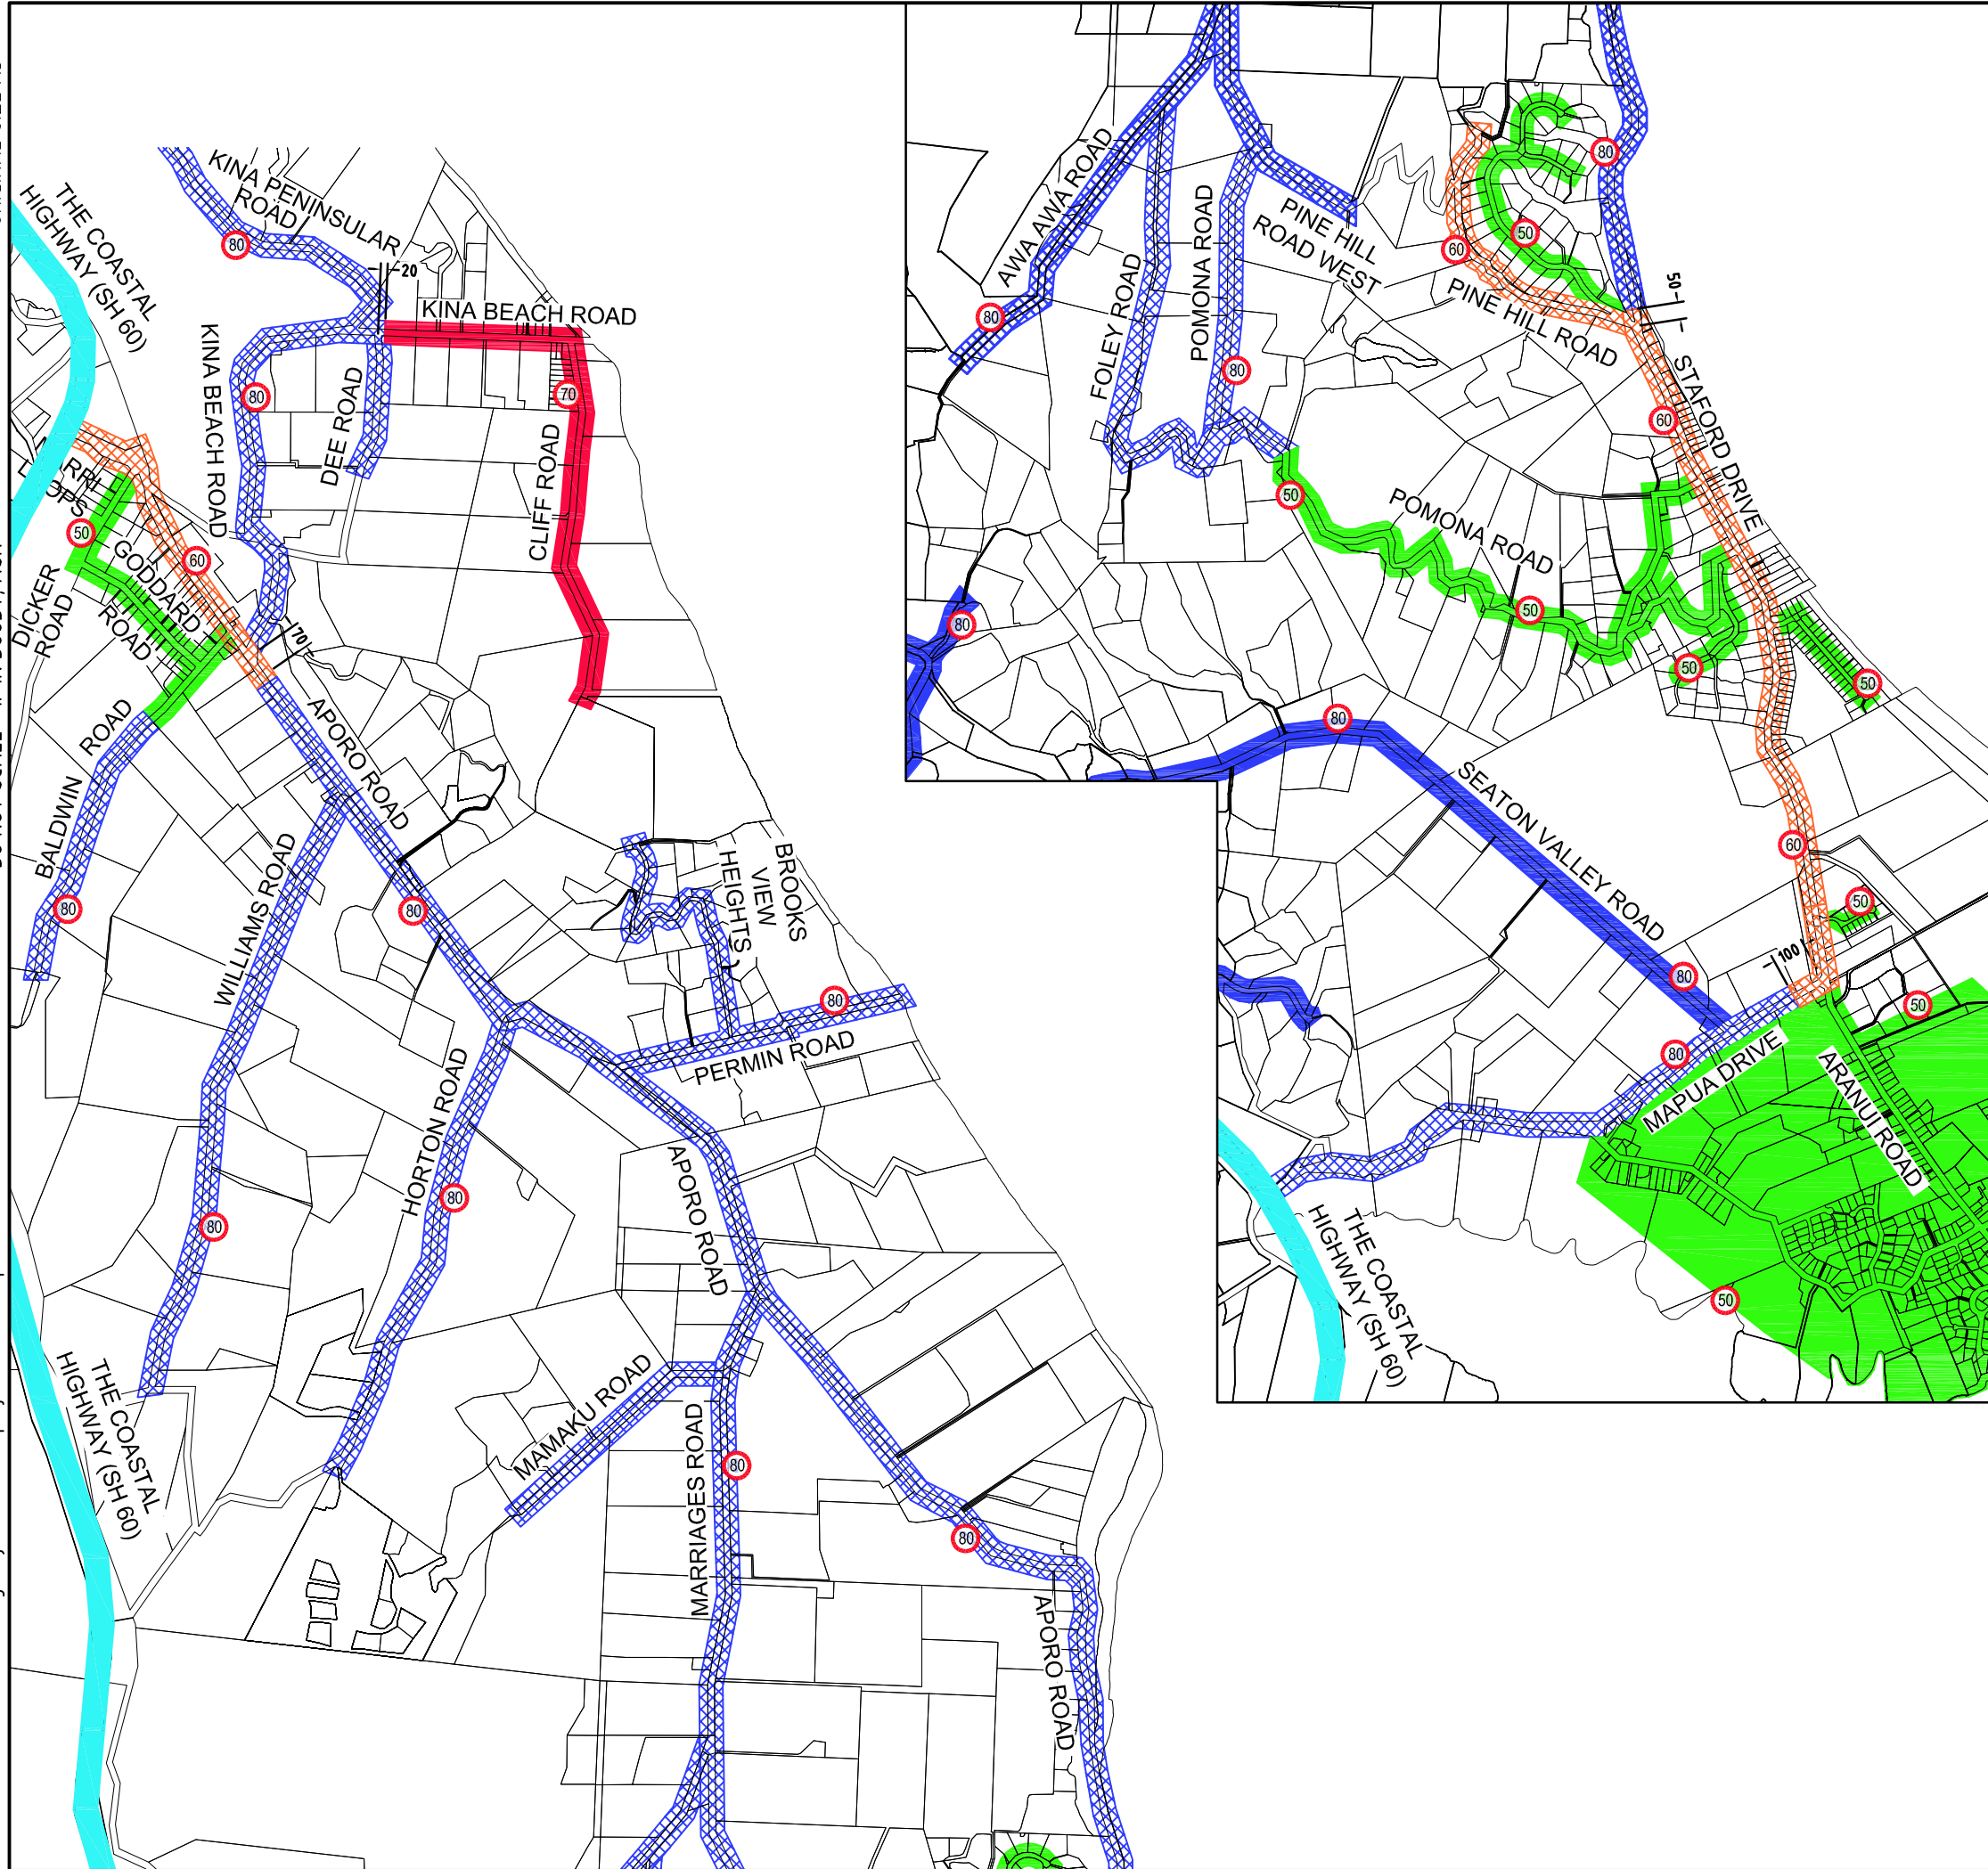 THE COASTAL
HIGHWAY (SH 60)
KINA PENINSULAR
ROAD
80
20
KINA BEACH ROAD
KINA BEACH ROAD
80
DEE ROAD
70
CLIFF ROAD
50
GODDARD
ROAD
60
DICKER
ROAD
70
BALDWIN
ROAD
80
APORO ROAD
WILLIAMS ROAD
80
80
BROOKS
VIEW
HEIGHTS
80
PERMIN ROAD
HORTON ROAD
80
APORO ROAD
THE COASTAL
HIGHWAY (SH 60)
MAMAKU ROAD
MARRIAGES ROAD
80
80
APORO ROAD
AWA AWA ROAD
80
FOLEY ROAD
POMONA ROAD
80
PINE HILL
ROAD WEST
80
50
60
PINE HILL ROAD
50
STAFORD DRIVE
60
50
POMONA ROAD
50
50
50
80
80
SEATON VALLEY ROAD
80
60
50
100
50
80
MAPUA DRIVE
ARANUI ROAD
THE COASTAL
HIGHWAY (SH 60)
50